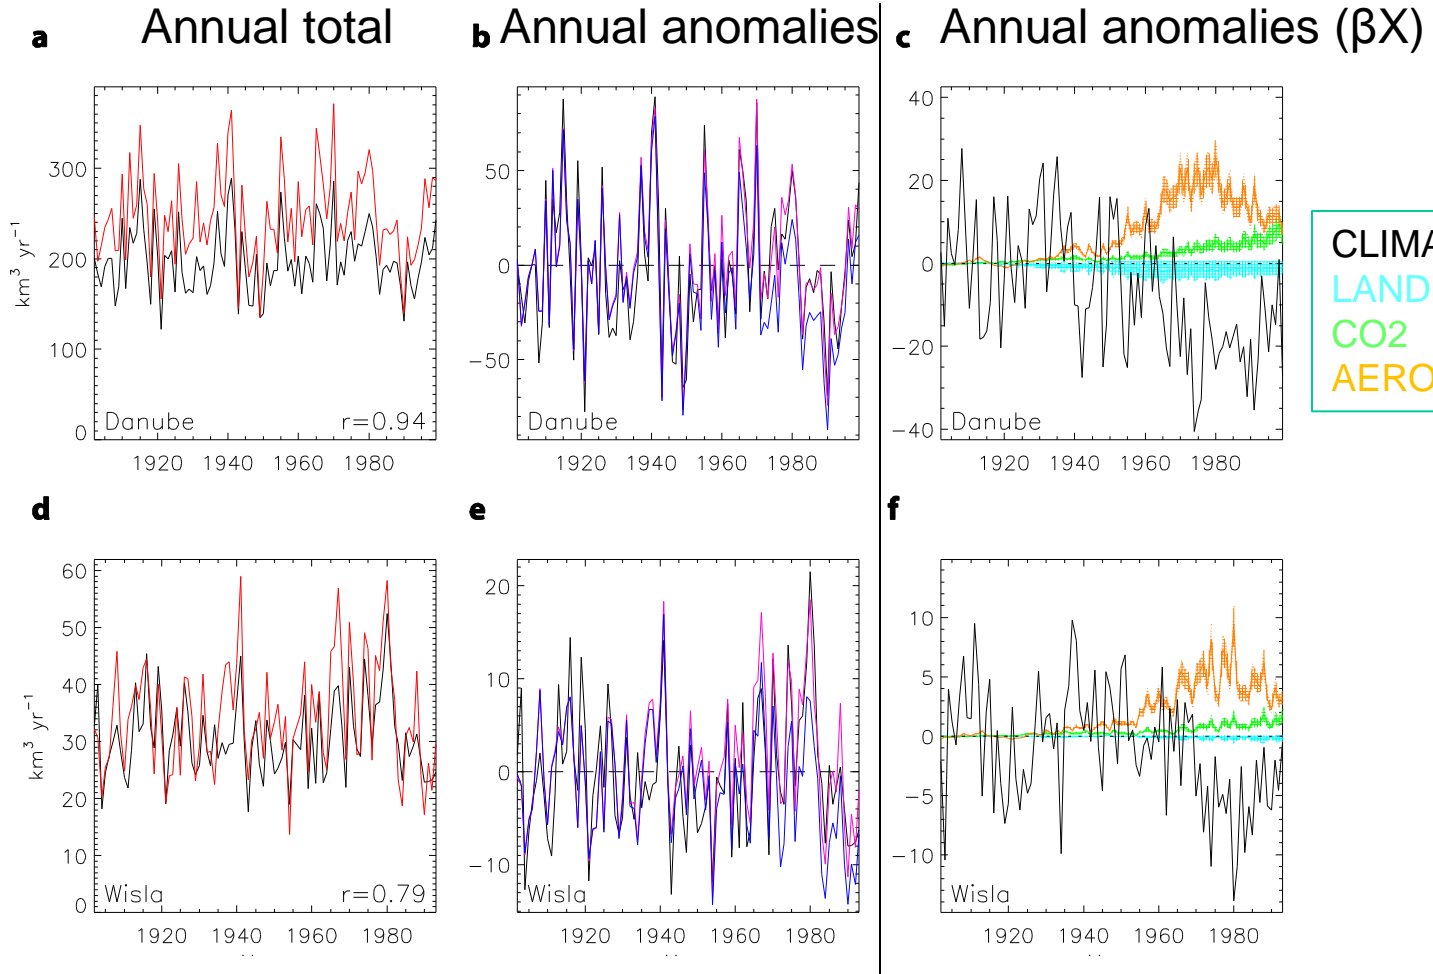 a Annual total
b Annual anomalies
c Annual anomalies (βX)
km³ yr⁻¹
300
200
100
0
Danube r=0.94
1920 1940 1960 1980
50
0
−50
Danube
1920 1940 1960 1980
40
20
0
−20
−40
Danube
1920 1940 1960 1980
CLIMA
LAND
CO2
AERO
d
e
f
km³ yr⁻¹
60
50
40
30
20
10
0
Wisla r=0.79
1920 1940 1960 1980
20
10
0
−10
Wisla
1920 1940 1960 1980
10
5
0
−5
−10
Wisla
1920 1940 1960 1980